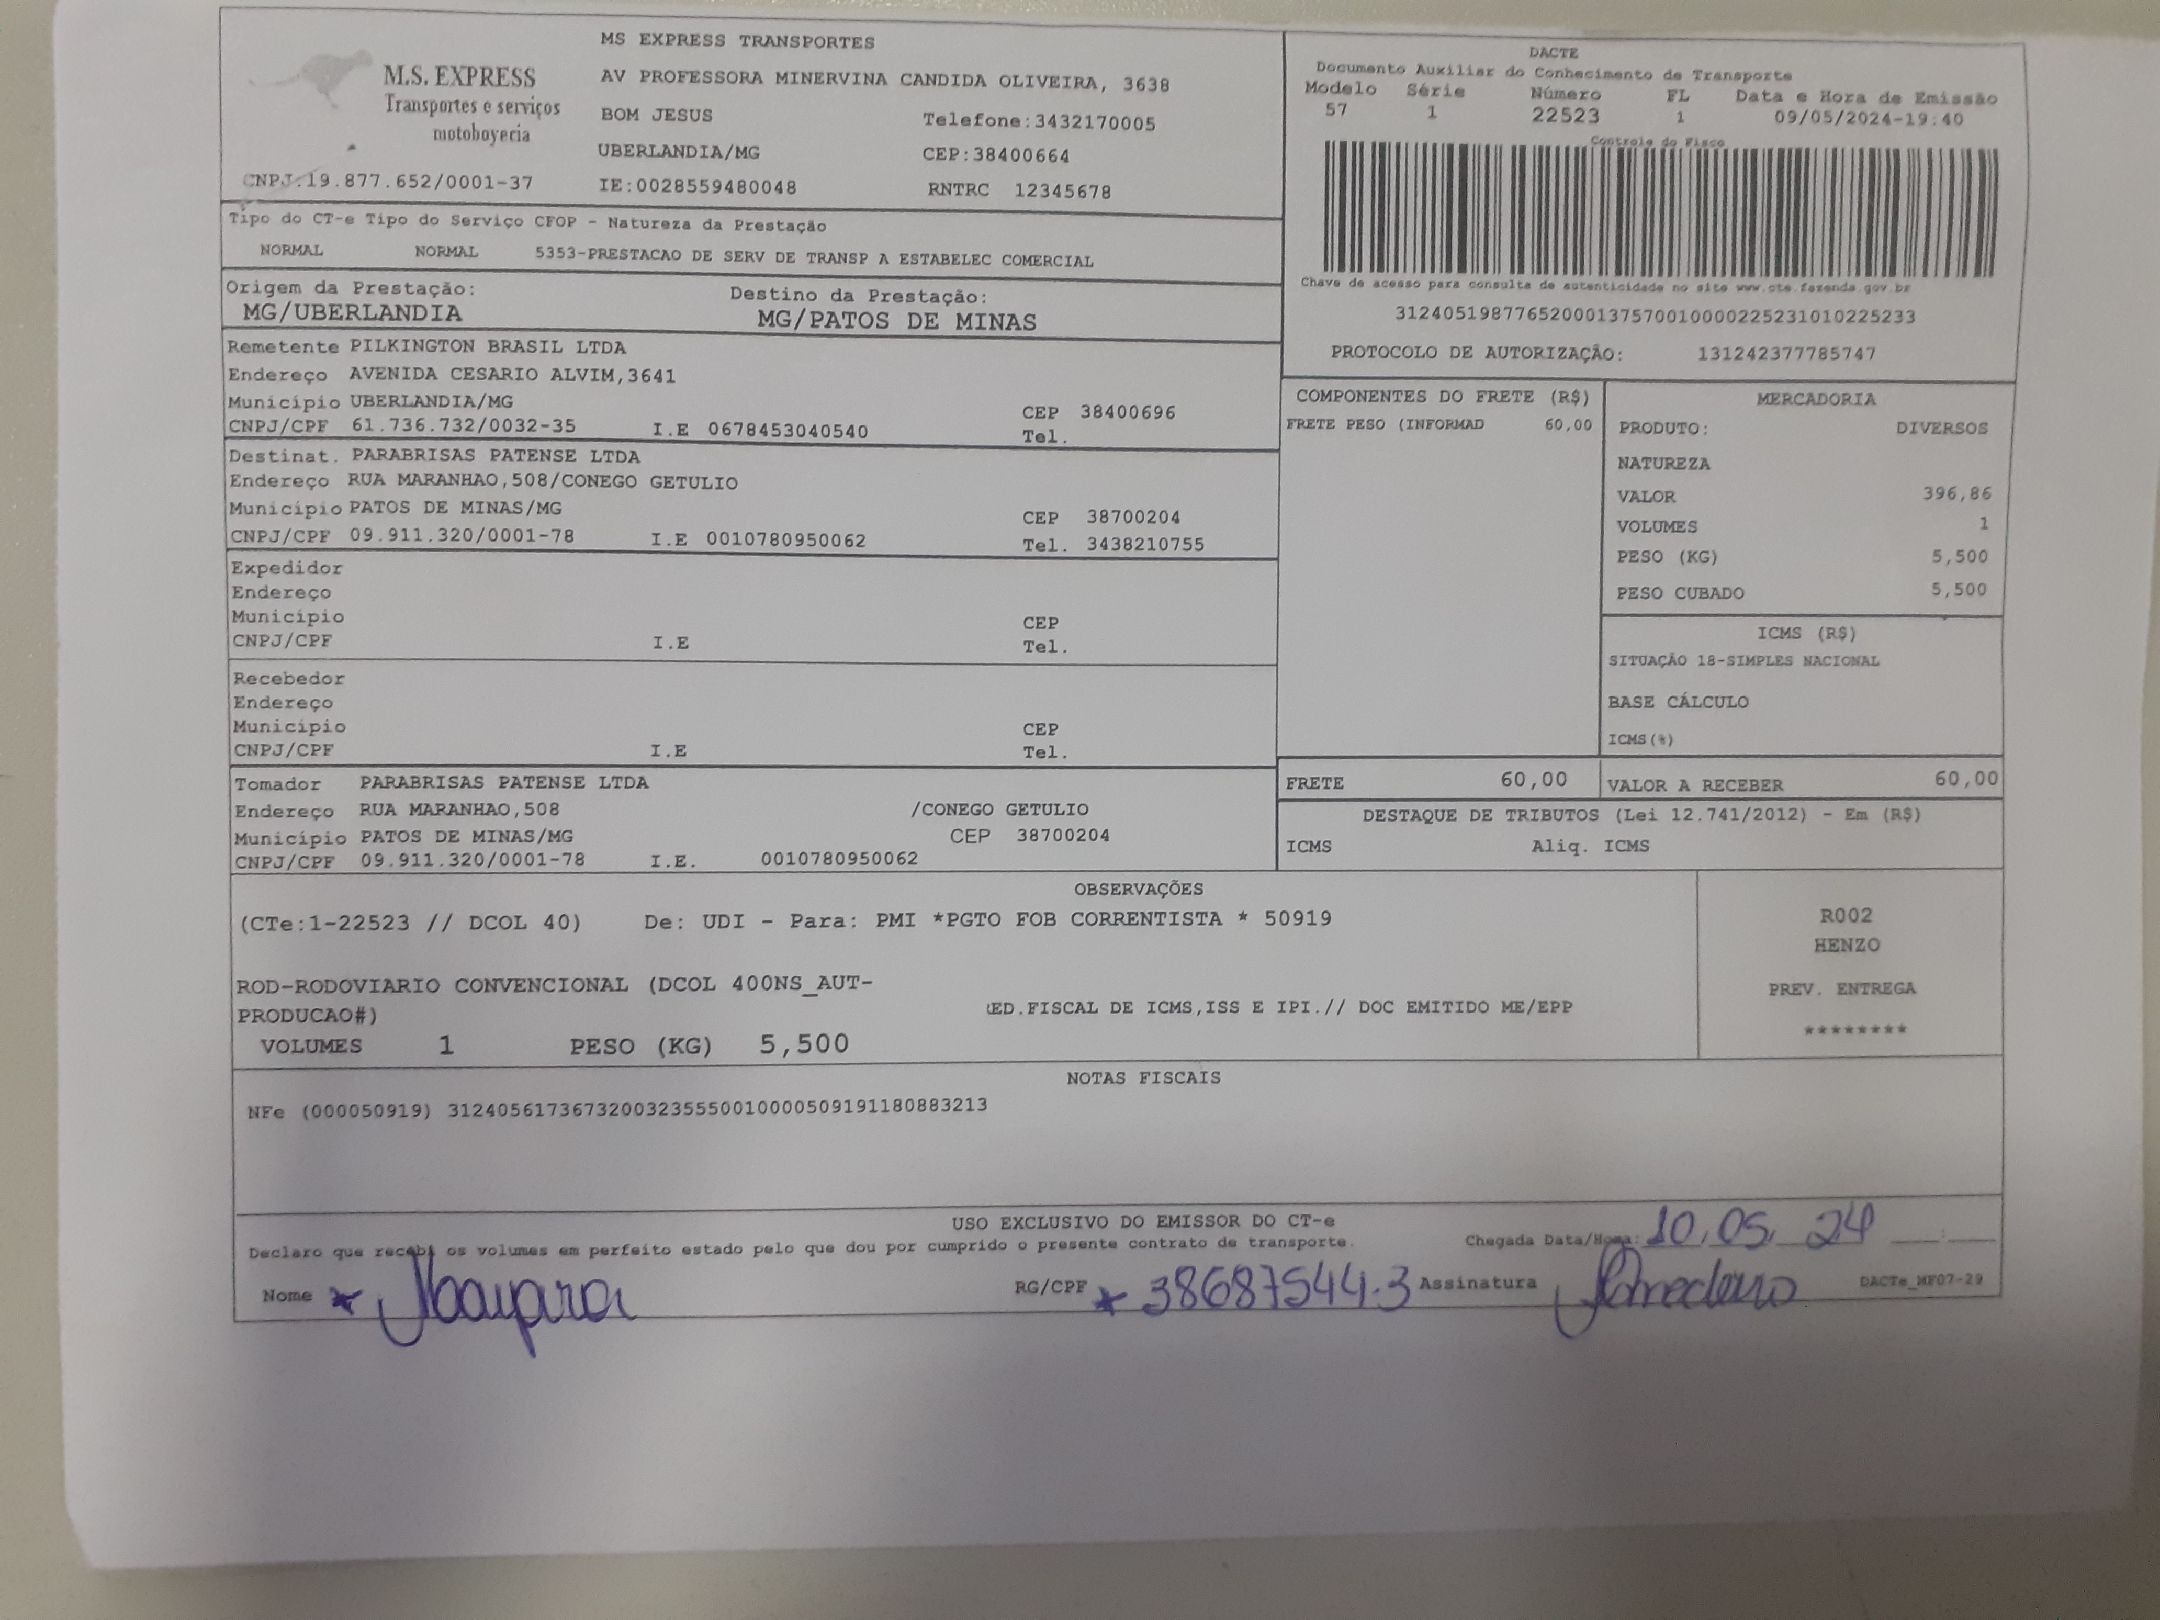 M.S. EXPRESS
Transportes e serviços
motoboyecia
CNPJ.19.877.652/0001-37
MS EXPRESS TRANSPORTES
AV PROFESSORA MINERVINA CANDIDA OLIVEIRA, 3638
BOM JESUS Telefone:3432170005
UBERLANDIA/MG CEP:38400664
IE:0028559480048 RNTRC 12345678
DACTE
Documento Auxiliar do Conhecimento de Transporte
Modelo Série Número FL Data e Hora de Emissão
57 1 22523 1 09/05/2024-19:40
Controle do Fisco
Chave de acesso para consulta de autenticidade no site www.cte.fazenda.gov.br
31240519877652000137570010000225231010225233
PROTOCOLO DE AUTORIZAÇÃO: 131242377785747
Tipo do CT-e Tipo do Serviço CFOP - Natureza da Prestação
NORMAL NORMAL 5353-PRESTACAO DE SERV DE TRANSP A ESTABELEC COMERCIAL
Origem da Prestação: Destino da Prestação:
MG/UBERLANDIA MG/PATOS DE MINAS
Remetente PILKINGTON BRASIL LTDA
Endereço AVENIDA CESARIO ALVIM,3641
Município UBERLANDIA/MG CEP 38400696
CNPJ/CPF 61.736.732/0032-35 I.E 0678453040540 Tel.
Destinat. PARABRISAS PATENSE LTDA
Endereço RUA MARANHAO,508/CONEGO GETULIO
Município PATOS DE MINAS/MG CEP 38700204
CNPJ/CPF 09.911.320/0001-78 I.E 0010780950062 Tel. 3438210755
Expedidor
Endereço
Município CEP
CNPJ/CPF I.E Tel.
Recebedor
Endereço
Município CEP
CNPJ/CPF I.E Tel.
Tomador PARABRISAS PATENSE LTDA
Endereço RUA MARANHAO,508 /CONEGO GETULIO
Município PATOS DE MINAS/MG CEP 38700204
CNPJ/CPF 09.911.320/0001-78 I.E. 0010780950062
COMPONENTES DO FRETE (R$)
FRETE PESO (INFORMAD 60,00
MERCADORIA
PRODUTO: DIVERSOS
NATUREZA
VALOR 396,86
VOLUMES 1
PESO (KG) 5,500
PESO CUBADO 5,500
ICMS (R$)
SITUAÇÃO 18-SIMPLES NACIONAL
BASE CÁLCULO
ICMS(%)
FRETE 60,00 VALOR A RECEBER 60,00
DESTAQUE DE TRIBUTOS (Lei 12.741/2012) - Em (R$)
ICMS Aliq. ICMS
OBSERVAÇÕES
(CTe:1-22523 // DCOL 40) De: UDI - Para: PMI *PGTO FOB CORRENTISTA * 50919
ROD-RODOVIARIO CONVENCIONAL (DCOL 400NS_AUT-
PRODUCAO#) ED.FISCAL DE ICMS,ISS E IPI.// DOC EMITIDO ME/EPP
VOLUMES 1 PESO (KG) 5,500
R002
HENZO
PREV. ENTREGA
********
NOTAS FISCAIS
NFe (000050919) 31240561736732003235550010000509191180883213
USO EXCLUSIVO DO EMISSOR DO CT-e
Declaro que recebi os volumes em perfeito estado pelo que dou por cumprido o presente contrato de transporte. Chegada Data/Hora: 10.05.24 ____:____
Nome RG/CPF 38687544.3 Assinatura DACTe_MF07-29